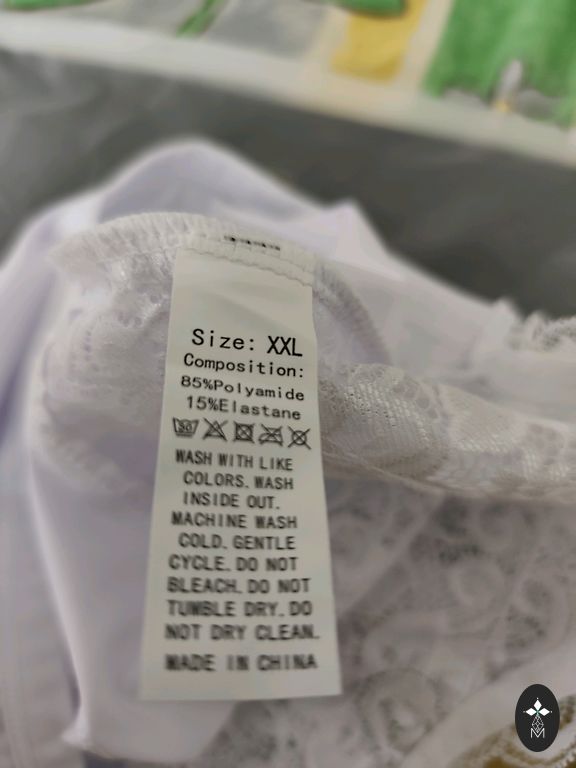 Size: XXL
Composition:
85%Polyamide
15%Elastane
WASH WITH LIKE
COLORS. WASH
INSIDE OUT.
MACHINE WASH
COLD. GENTLE
CYCLE. DO NOT
BLEACH. DO NOT
TUMBLE DRY. DO
NOT DRY CLEAN.
MADE IN CHINA